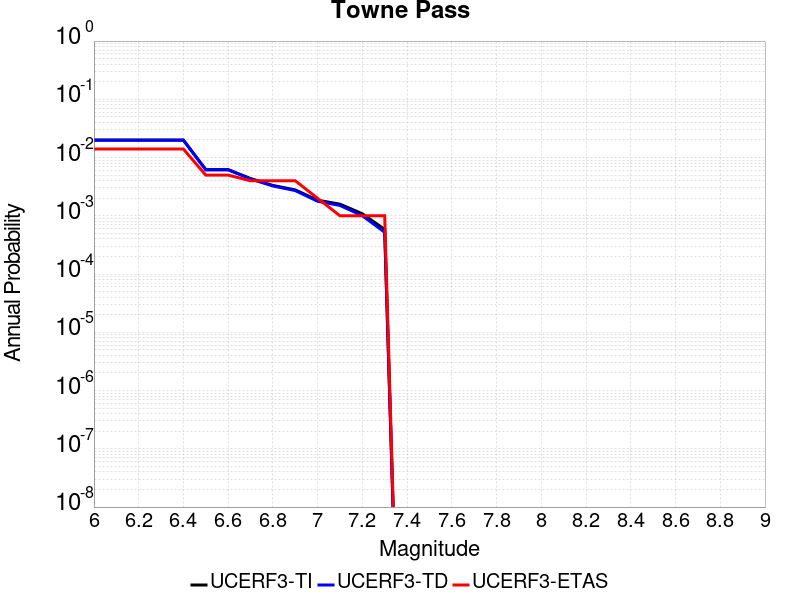 Towne Pass
Annual Probability
10^0
10^-1
10^-2
10^-3
10^-4
10^-5
10^-6
10^-7
10^-8
6 6.2 6.4 6.6 6.8 7 7.2 7.4 7.6 7.8 8 8.2 8.4 8.6 8.8 9
Magnitude
UCERF3-TI UCERF3-TD UCERF3-ETAS